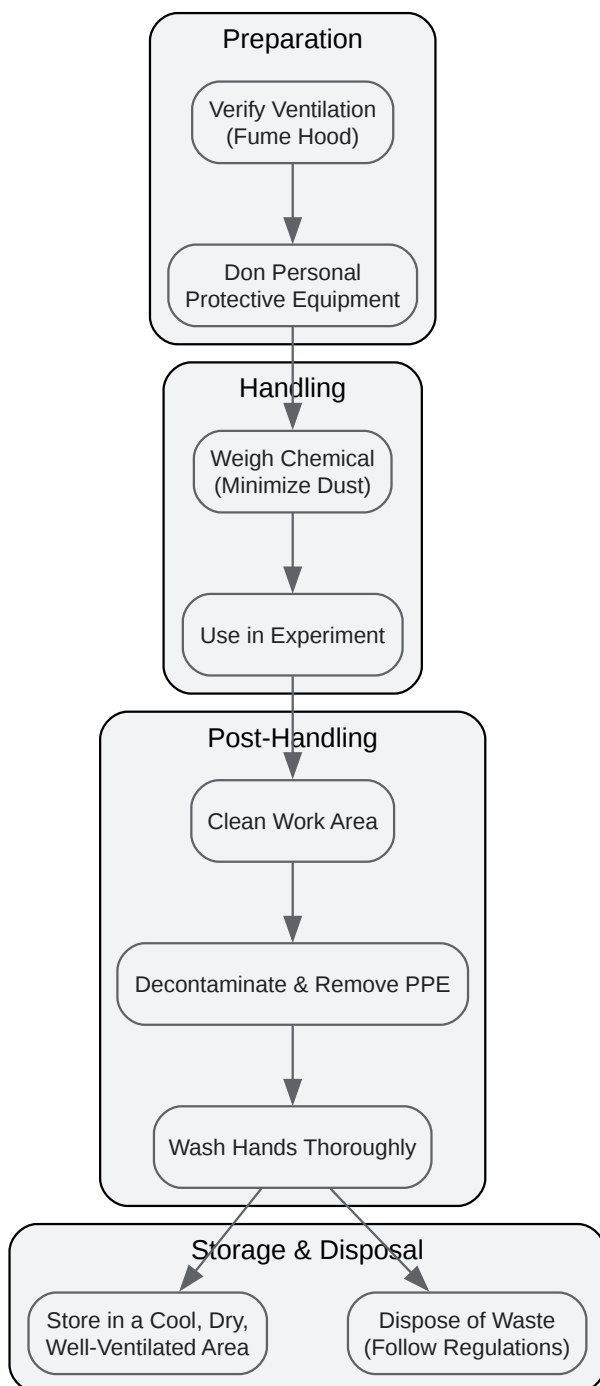 Preparation
Verify Ventilation
(Fume Hood)
Don Personal
Protective Equipment
Handling
Weigh Chemical
(Minimize Dust)
Use in Experiment
Post-Handling
Clean Work Area
Decontaminate & Remove PPE
Wash Hands Thoroughly
Storage & Disposal
Store in a Cool, Dry,
Well-Ventilated Area
Dispose of Waste
(Follow Regulations)